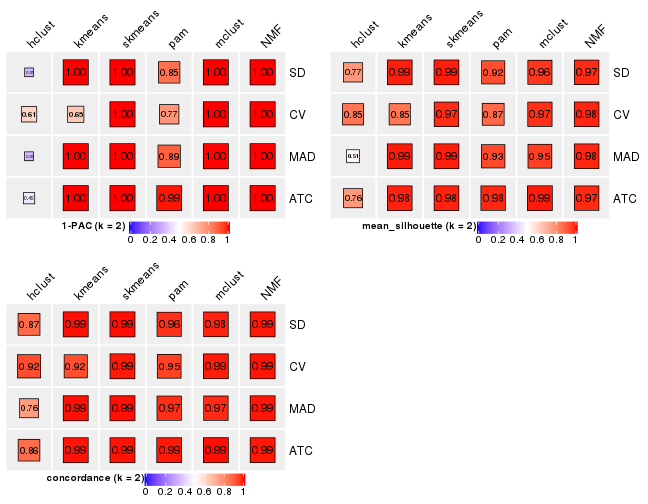 hclust kmeans skmeans pam mclust NMF
1.00 1.00 0.85 1.00 1.00 SD
0.61 0.65 1.00 0.77 1.00 1.00 CV
1.00 1.00 0.89 1.00 1.00 MAD
0.45 1.00 1.00 0.99 1.00 1.00 ATC
1-PAC (k = 2)
0 0.2 0.4 0.6 0.8 1
hclust kmeans skmeans pam mclust NMF
0.77 0.99 0.99 0.92 0.96 0.97 SD
0.85 0.85 0.99 0.87 0.97 0.98 CV
0.51 0.99 0.99 0.93 0.95 0.98 MAD
0.76 0.98 0.98 0.98 0.99 0.97 ATC
mean_silhouette (k = 2)
0 0.2 0.4 0.6 0.8 1
hclust kmeans skmeans pam mclust NMF
0.87 0.99 0.99 0.96 0.98 0.99 SD
0.92 0.92 0.99 0.95 0.99 0.99 CV
0.76 0.99 0.99 0.97 0.97 0.99 MAD
0.86 0.99 0.99 0.99 0.99 0.99 ATC
concordance (k = 2)
0 0.2 0.4 0.6 0.8 1